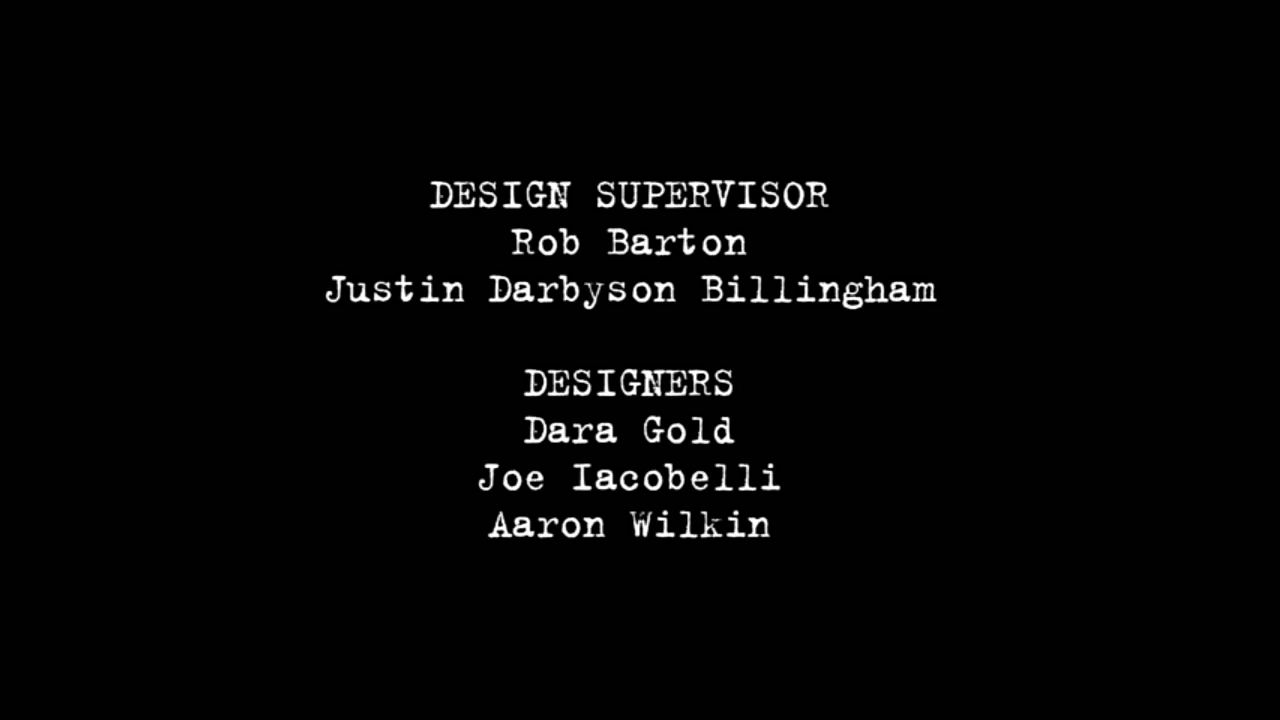 DESIGN SUPERVISOR
Rob Barton
Justin Darbyson Billingham
DESIGNERS
Dara Gold
Joe Iacobelli
Aaron Wilkin